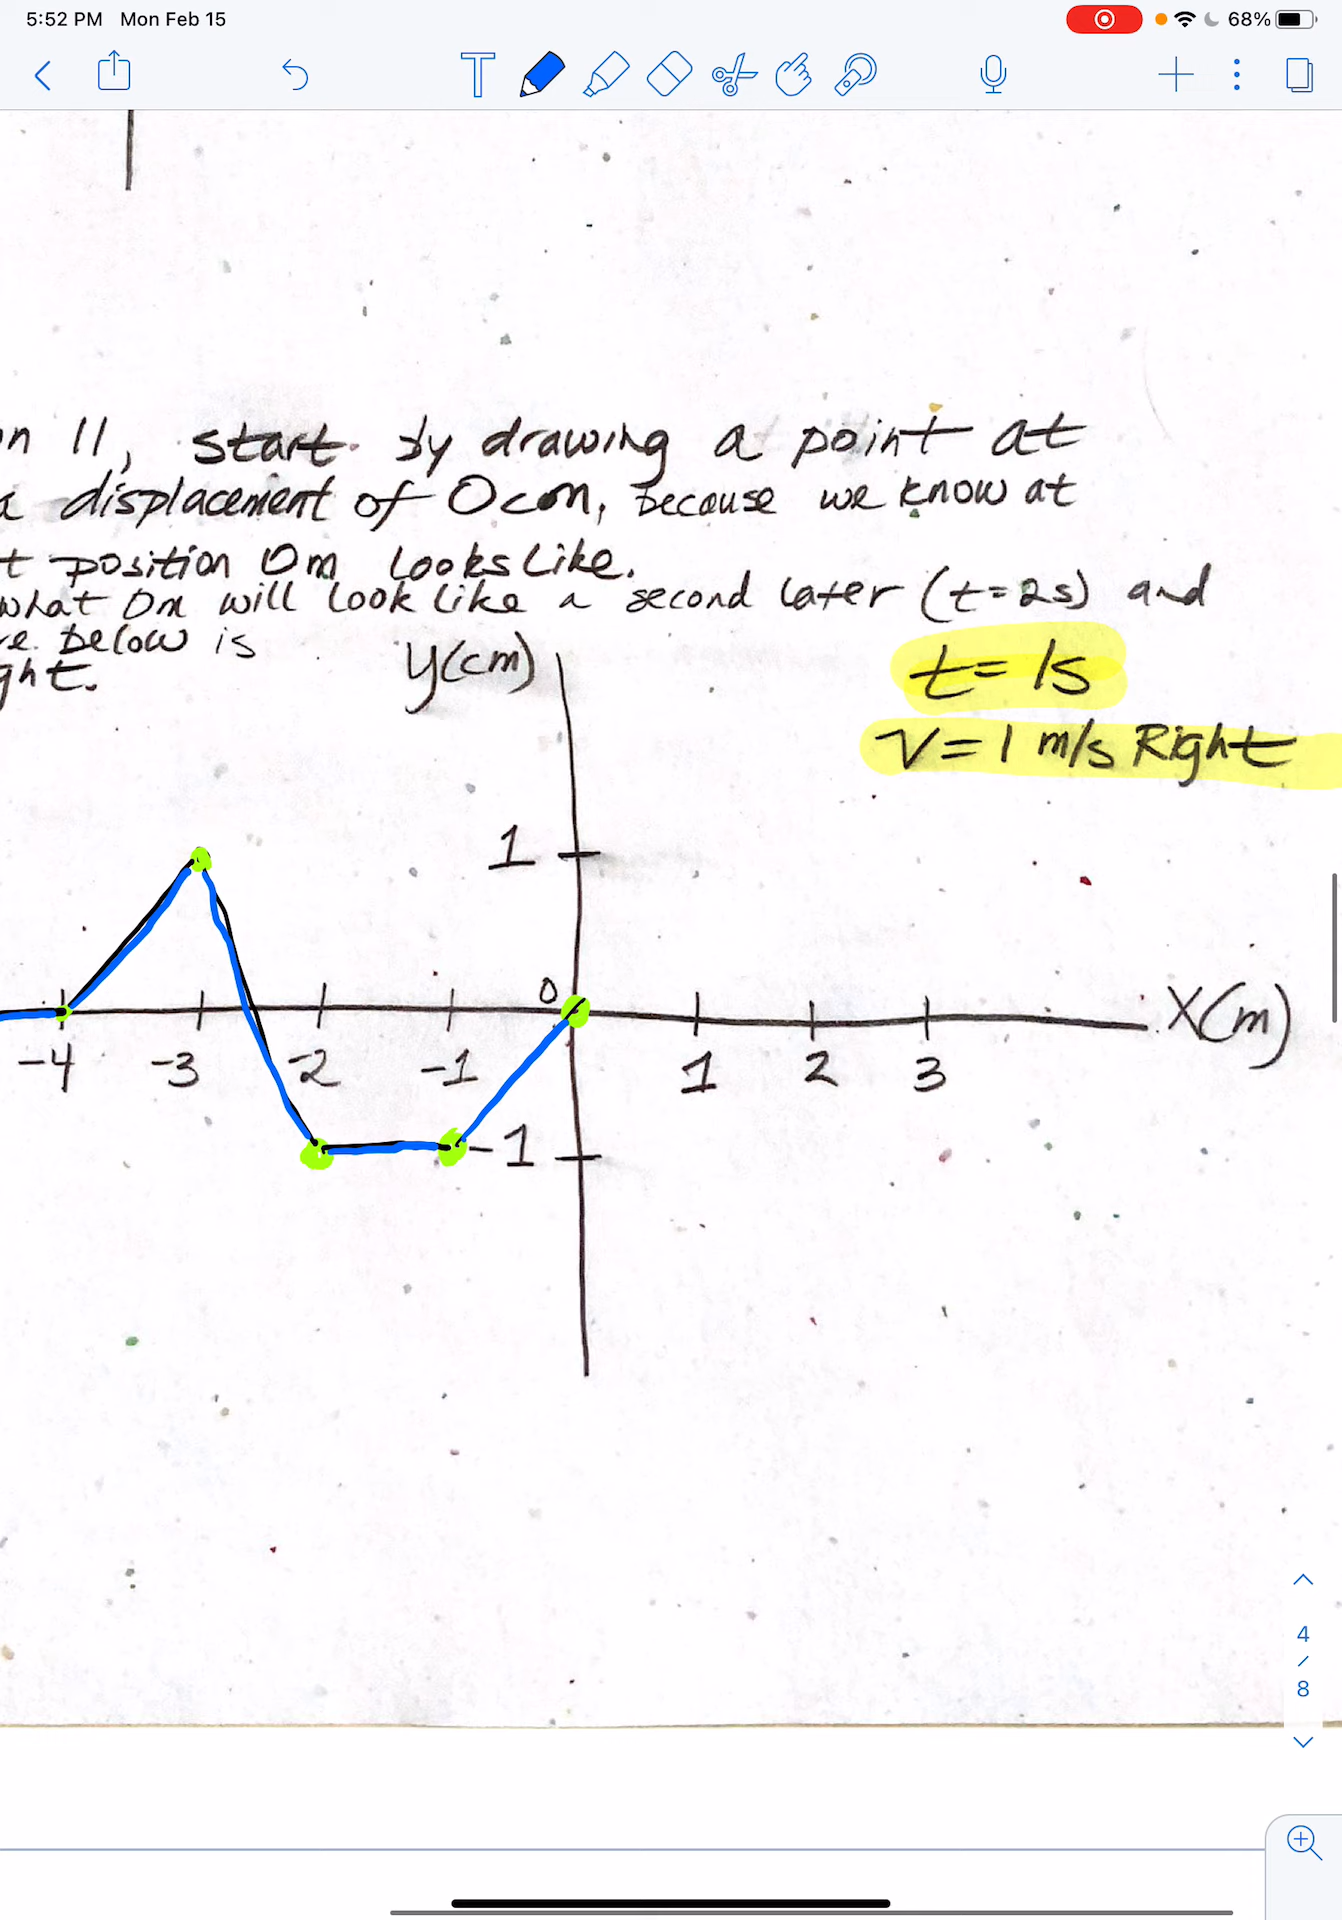 5:52 PM Mon Feb 15
68%
T
n 11, start by drawing a point at
a displacement of 0cm, because we know at
t position 0m looks like.
what 0m will look like a second later (t=2s) and
e below is
ght.
y(cm)
t=1s
v=1 m/s Right
1
0
X(m)
-4 -3 -2 -1 1 2 3
-1
4
/
8